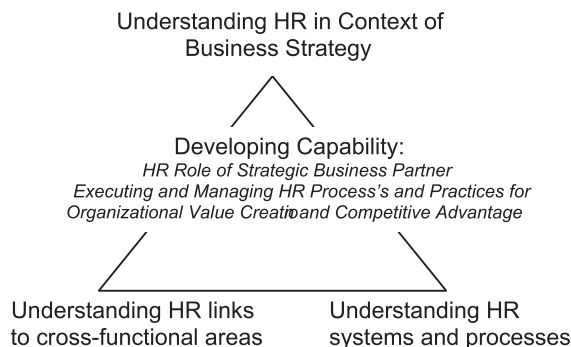 Understanding HR in Context of
Business Strategy
Developing Capability:
HR Role of Strategic Business Partner
Executing and Managing HR Process's and Practices for
Organizational Value Creation and Competitive Advantage
Understanding HR links
to cross-functional areas
Understanding HR
systems and processes